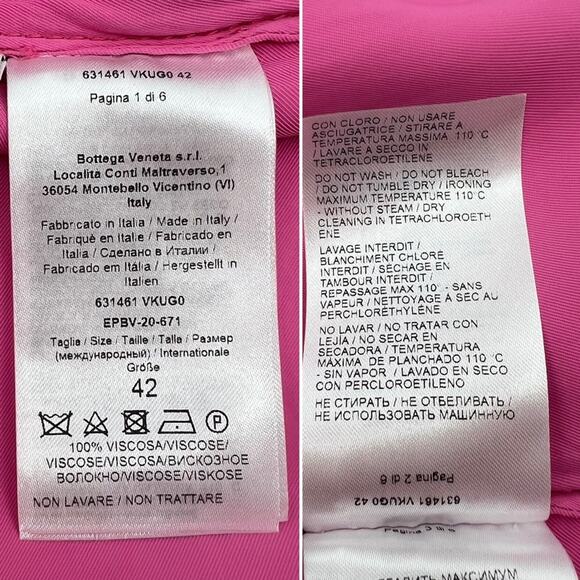 631461 VKUG0 42
Pagina 1 di 6
Bottega Veneta s.r.l.
Localita Conti Maltraverso,1
36054 Montebello Vicentino (VI)
Italy
Fabbricato in Italia / Made in Italy /
Fabriqué en Italie / Fabricado en
Italia / Сделано в Италии /
Fabricado em Itália / Hergestellt in
Italien
631461 VKUG0
EPBV-20-671
Taglia / Size / Taille / Talla / Размер
(международный) / Internationale
Größe
42
100% VISCOSA/VISCOSE/
VISCOSE/VISCOSA/ВИСКОЗНОЕ
ВОЛОКНО/VISCOSE/VISKOSE
NON LAVARE / NON TRATTARE
CON CLORO / NON USARE
ASCIUGATRICE / STIRARE A
TEMPERATURA MASSIMA 110°C
/ LAVARE A SECCO IN
TETRACLOROETILENE
DO NOT WASH / DO NOT BLEACH
/ DO NOT TUMBLE DRY / IRONING
MAXIMUM TEMPERATURE 110°C
- WITHOUT STEAM / DRY
CLEANING IN TETRACHLOROETH
ENE
LAVAGE INTERDIT /
BLANCHIMENT CHLORÉ
INTERDIT / SÉCHAGE EN
TAMBOUR INTERDIT /
REPASSAGE MAX 110° - SANS
VAPEUR / NETTOYAGE A SEC AU
PERCHLORÉTHYLÈNE
NO LAVAR / NO TRATAR CON
LEJÍA / NO SECAR EN
SECADORA / TEMPERATURA
MÁXIMA DE PLANCHADO 110°C
- SIN VAPOR / LAVADO EN SECO
CON PERCLOROETILENO
НЕ СТИРАТЬ / НЕ ОТБЕЛИВАТЬ /
НЕ ИСПОЛЬЗОВАТЬ МАШИННУЮ
Pagina 2 di 6
631461 VKUG0 42
Pagina 3 di 6
МАКСИМУМ